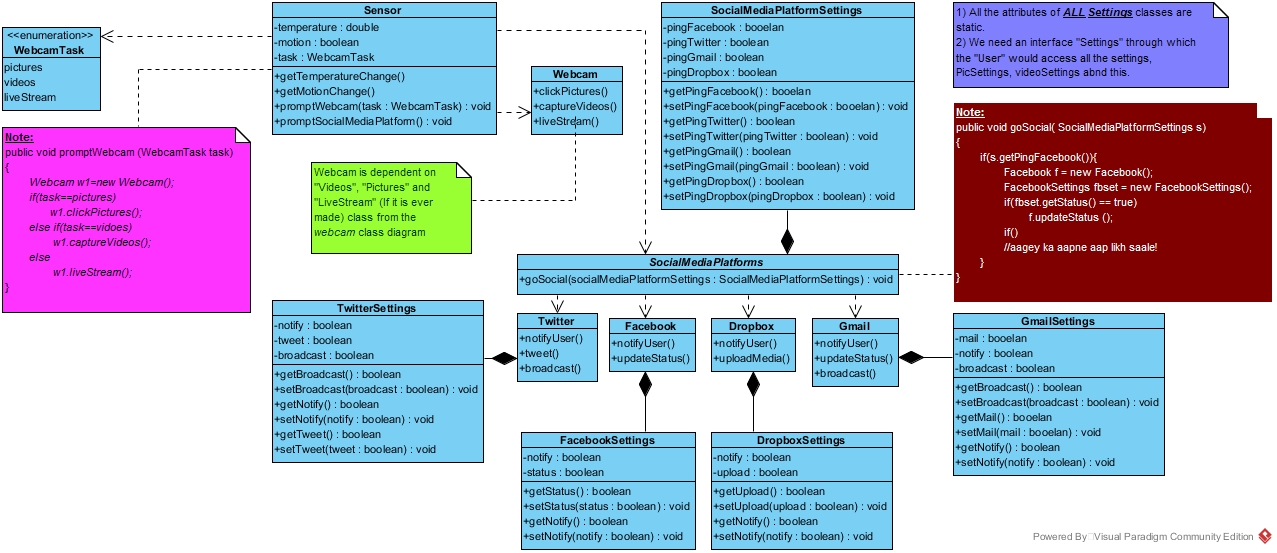 <<enumeration>>
WebcamTask
pictures
videos
liveStream
Sensor
-temperature : double
-motion : boolean
-task : WebcamTask
+getTemperatureChange()
+getMotionChange()
+promptWebcam(task : WebcamTask) : void
+promptSocialMediaPlatform() : void
Webcam
+clickPictures()
+captureVideos()
+liveStream()
SocialMediaPlatformSettings
-pingFacebook : booelan
-pingTwitter : boolean
-pingGmail : boolean
-pingDropbox : boolean
+getPingFacebook() : booelan
+setPingFacebook(pingFacebook : booelan) : void
+getPingTwitter() : boolean
+setPingTwitter(pingTwitter : boolean) : void
+getPingGmail() : boolean
+setPingGmail(pingGmail : boolean) : void
+getPingDropbox() : boolean
+setPingDropbox(pingDropbox : boolean) : void
1) All the attributes of ALL Settings classes are
static.
2) We need an interface "Settings" through which
the "User" would access all the settings,
PicSettings, videoSettings abnd this.
Note:
public void promptWebcam (WebcamTask task)
{
Webcam w1=new Webcam();
if(task==pictures)
w1.clickPictures();
else if(task==vidoes)
w1.captureVideos();
else
w1.liveStream();
}
Webcam is dependent on
"Videos", "Pictures" and
"LiveStream" (If it is ever
made) class from the
webcam class diagram
Note:
public void goSocial( SocialMediaPlatformSettings s)
{
if(s.getPingFacebook()){
Facebook f = new Facebook();
FacebookSettings fbset = new FacebookSettings();
if(fbset.getStatus() == true)
f.updateStatus ();
if()
//aagey ka aapne aap likh saale!
}
}
SocialMediaPlatforms
+goSocial(socialMediaPlatformSettings : SocialMediaPlatformSettings) : void
TwitterSettings
-notify : boolean
-tweet : boolean
-broadcast : boolean
+getBroadcast() : boolean
+setBroadcast(broadcast : boolean) : void
+getNotify() : boolean
+setNotify(notify : boolean) : void
+getTweet() : boolean
+setTweet(tweet : boolean) : void
Twitter
+notifyUser()
+tweet()
+broadcast()
Facebook
+notifyUser()
+updateStatus()
Dropbox
+notifyUser()
+uploadMedia()
Gmail
+notifyUser()
+updateStatus()
+broadcast()
GmailSettings
-mail : booelan
-notify : boolean
-broadcast : boolean
+getBroadcast() : boolean
+setBroadcast(broadcast : boolean) : void
+getMail() : booelan
+setMail(mail : booelan) : void
+getNotify() : boolean
+setNotify(notify : boolean) : void
FacebookSettings
-notify : boolean
-status : boolean
+getStatus() : boolean
+setStatus(status : boolean) : void
+getNotify() : boolean
+setNotify(notify : boolean) : void
DropboxSettings
-notify : boolean
-upload : boolean
+getUpload() : boolean
+setUpload(upload : boolean) : void
+getNotify() : boolean
+setNotify(notify : boolean) : void
Powered By Visual Paradigm Community Edition